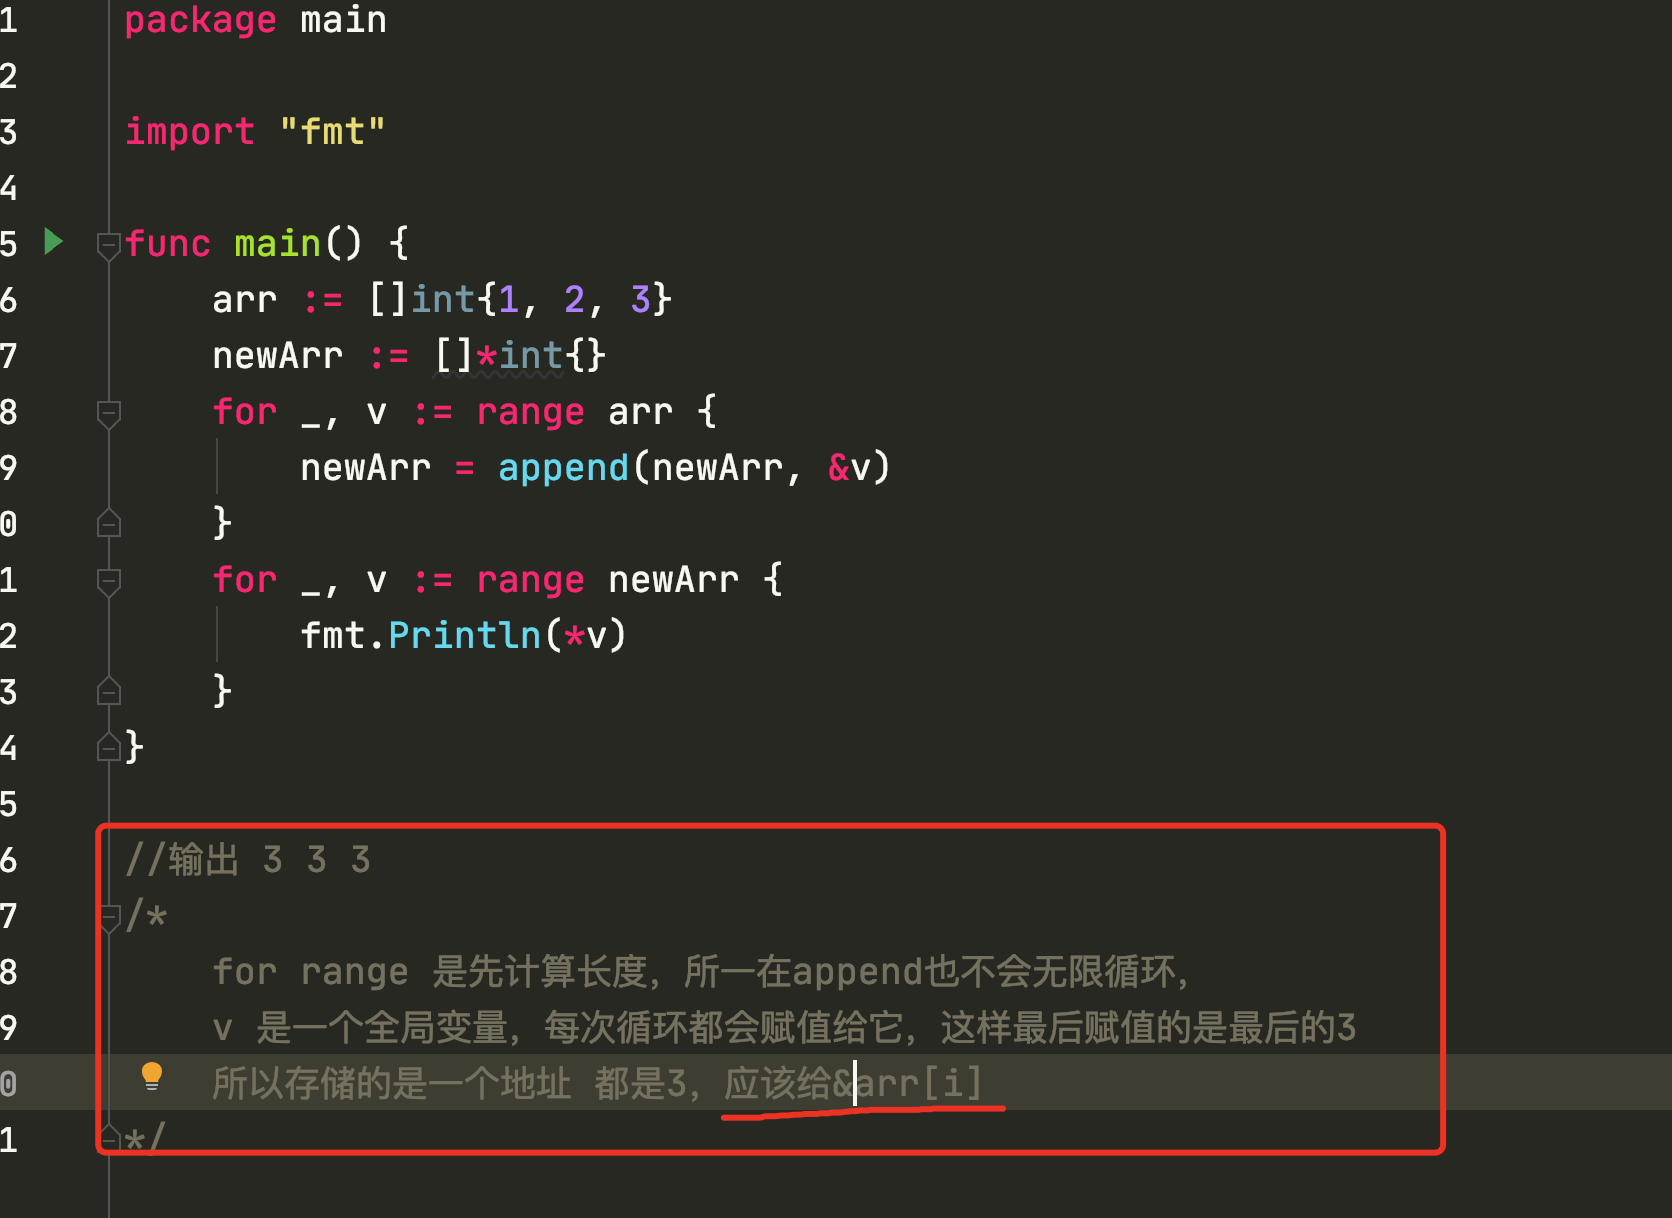 1 package main
2
3 import "fmt"
4
5 func main() {
6 arr := []int{1, 2, 3}
7 newArr := []*int{}
8 for _, v := range arr {
9 newArr = append(newArr, &v)
0 }
1 for _, v := range newArr {
2 fmt.Println(*v)
3 }
4 }
5
6 //输出 3 3 3
7 /*
8 for range 是先计算长度，所一在append也不会无限循环，
9 v 是一个全局变量，每次循环都会赋值给它，这样最后赋值的是最后的3
0 所以存储的是一个地址 都是3，应该给&arr[i]
1 */